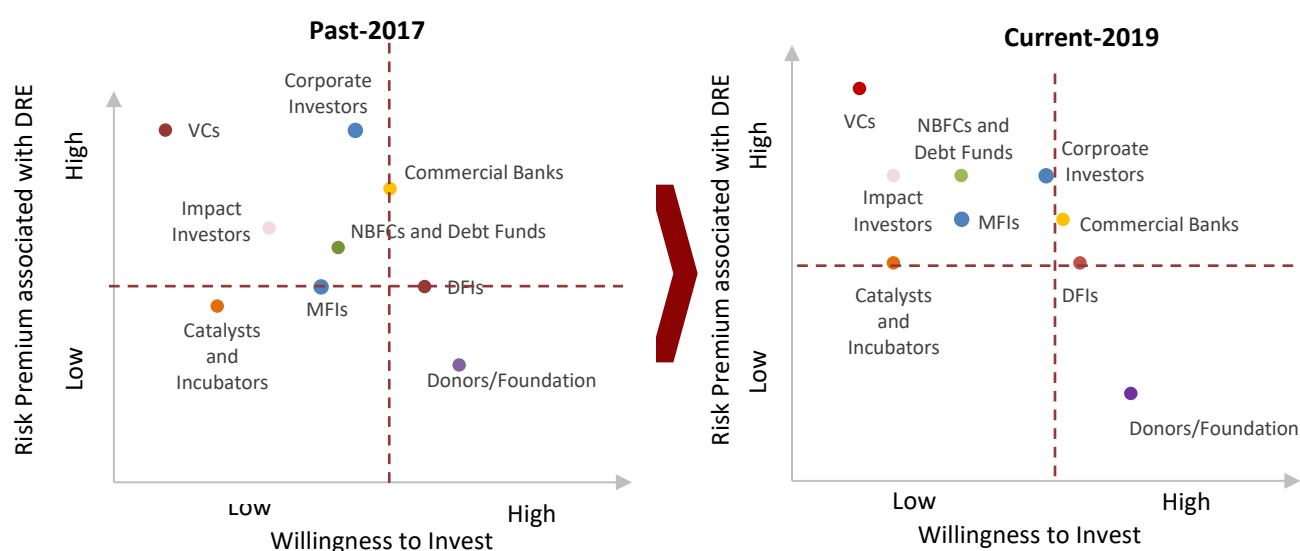 Past-2017
Risk Premium associated with DRE
High
Low
Corporate
Investors
VCs
Commercial Banks
Impact
Investors
NBFCs and Debt Funds
DFIs
MFIs
Catalysts
and
Incubators
Donors/Foundation
Low
High
Willingness to Invest
Current-2019
Risk Premium associated with DRE
High
Low
VCs
NBFCs and
Debt Funds
Corproate
Investors
Impact
Investors
MFIs
Commercial Banks
Catalysts
and
Incubators
DFIs
Donors/Foundation
Low
High
Willingness to Invest